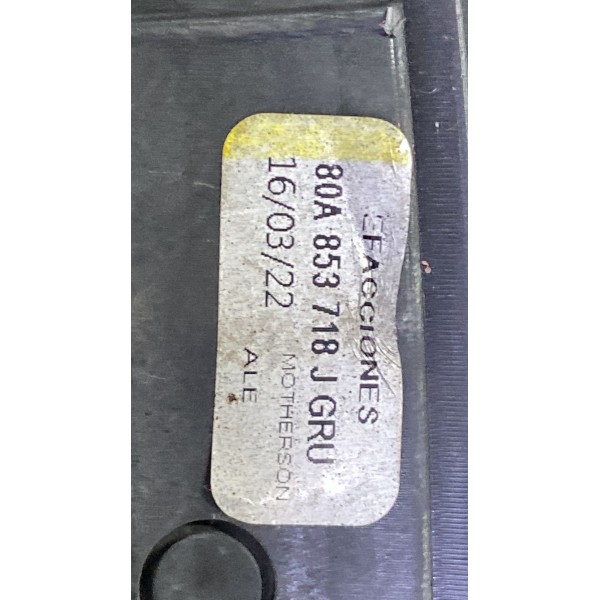 EFACCIONES
80A 853 718 J GRU
16/03/22 MOTHERSON
ALE